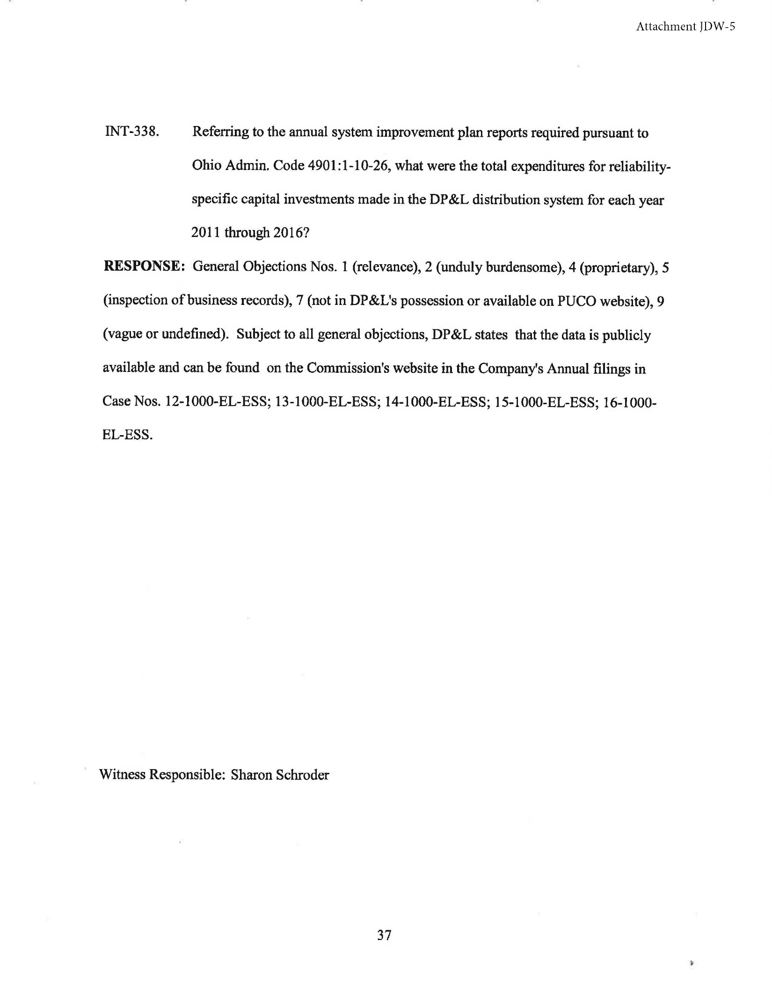 Attachment JDW-5
INT-338. Referring to the annual system improvement plan reports required pursuant to
Ohio Admin. Code 4901:1-10-26, what were the total expenditures for reliability-
specific capital investments made in the DP&L distribution system for each year
2011 through 2016?
RESPONSE: General Objections Nos. 1 (relevance), 2 (unduly burdensome), 4 (proprietary), 5
(inspection of business records), 7 (not in DP&L's possession or available on PUCO website), 9
(vague or undefined). Subject to all general objections, DP&L states that the data is publicly
available and can be found on the Commission's website in the Company's Annual filings in
Case Nos. 12-1000-EL-ESS; 13-1000-EL-ESS; 14-1000-EL-ESS; 15-1000-EL-ESS; 16-1000-
EL-ESS.
Witness Responsible: Sharon Schroder
37